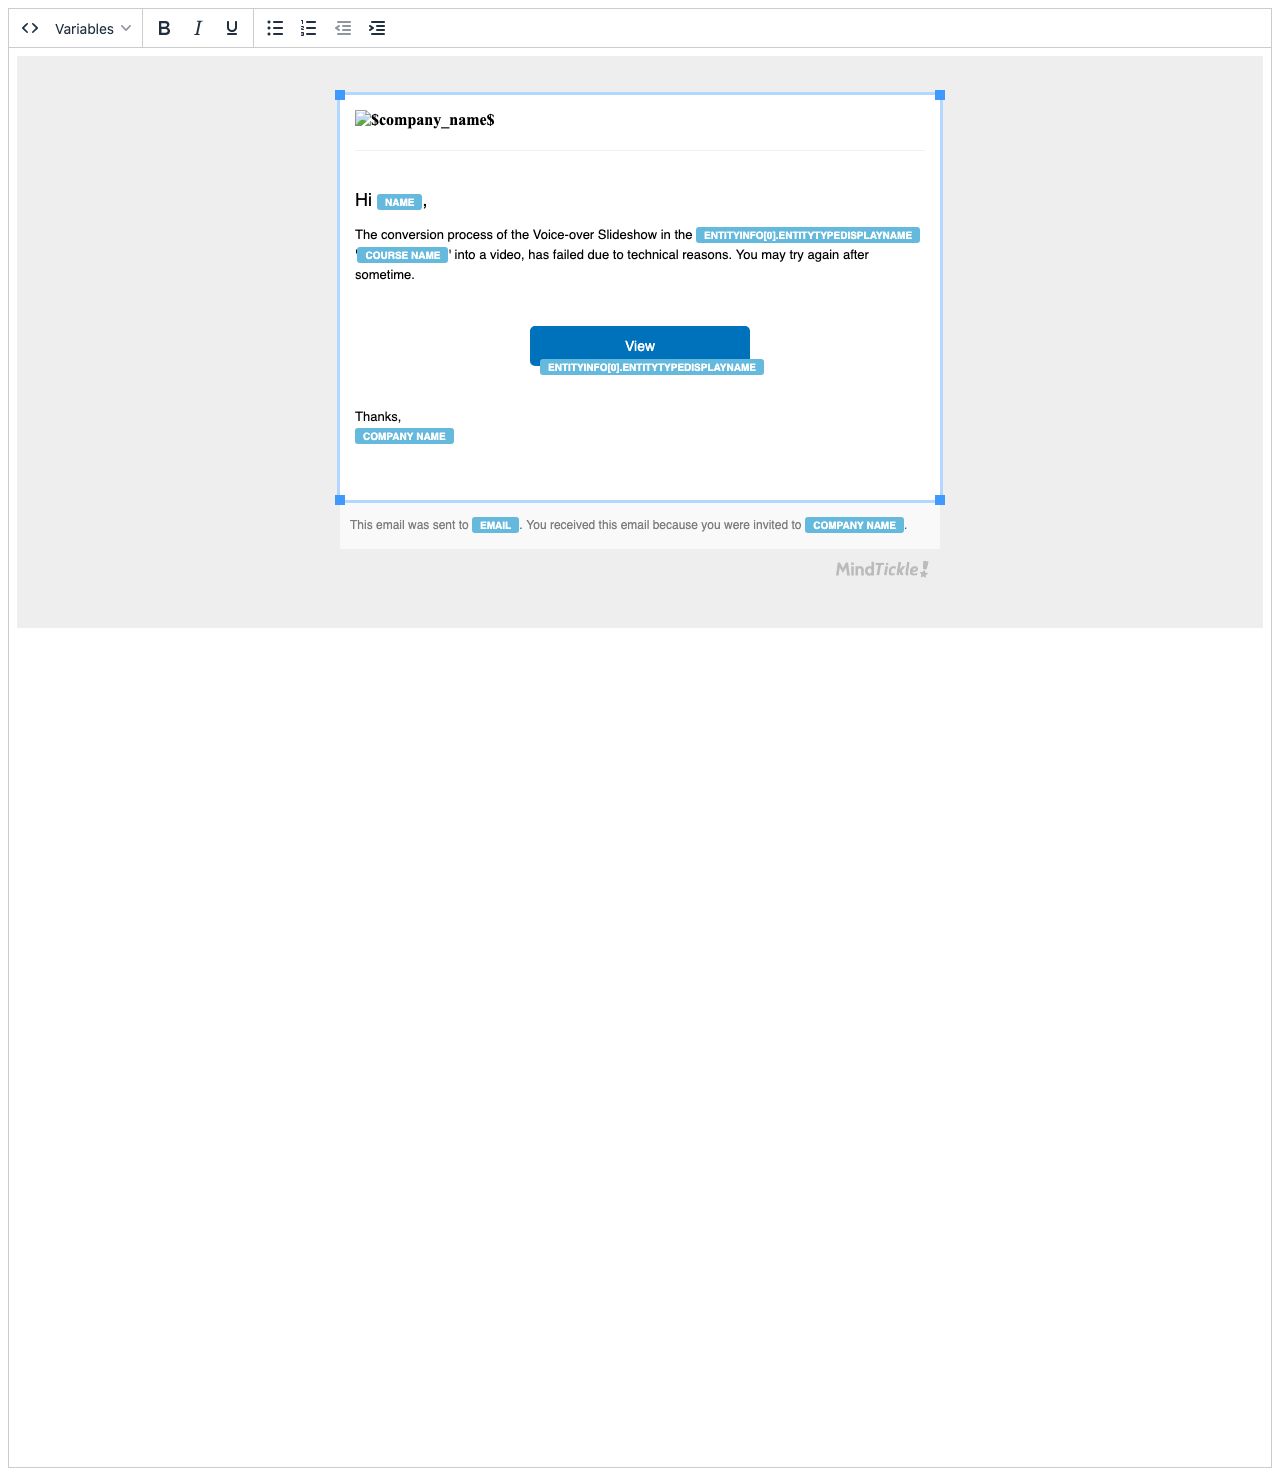 Variables
$company_name$
Hi NAME,
The conversion process of the Voice-over Slideshow in the ENTITYINFO[0].ENTITYTYPEDISPLAYNAME
'COURSE NAME' into a video, has failed due to technical reasons. You may try again after
sometime.
View
ENTITYINFO[0].ENTITYTYPEDISPLAYNAME
Thanks,
COMPANY NAME
This email was sent to EMAIL. You received this email because you were invited to COMPANY NAME.
MindTickle!